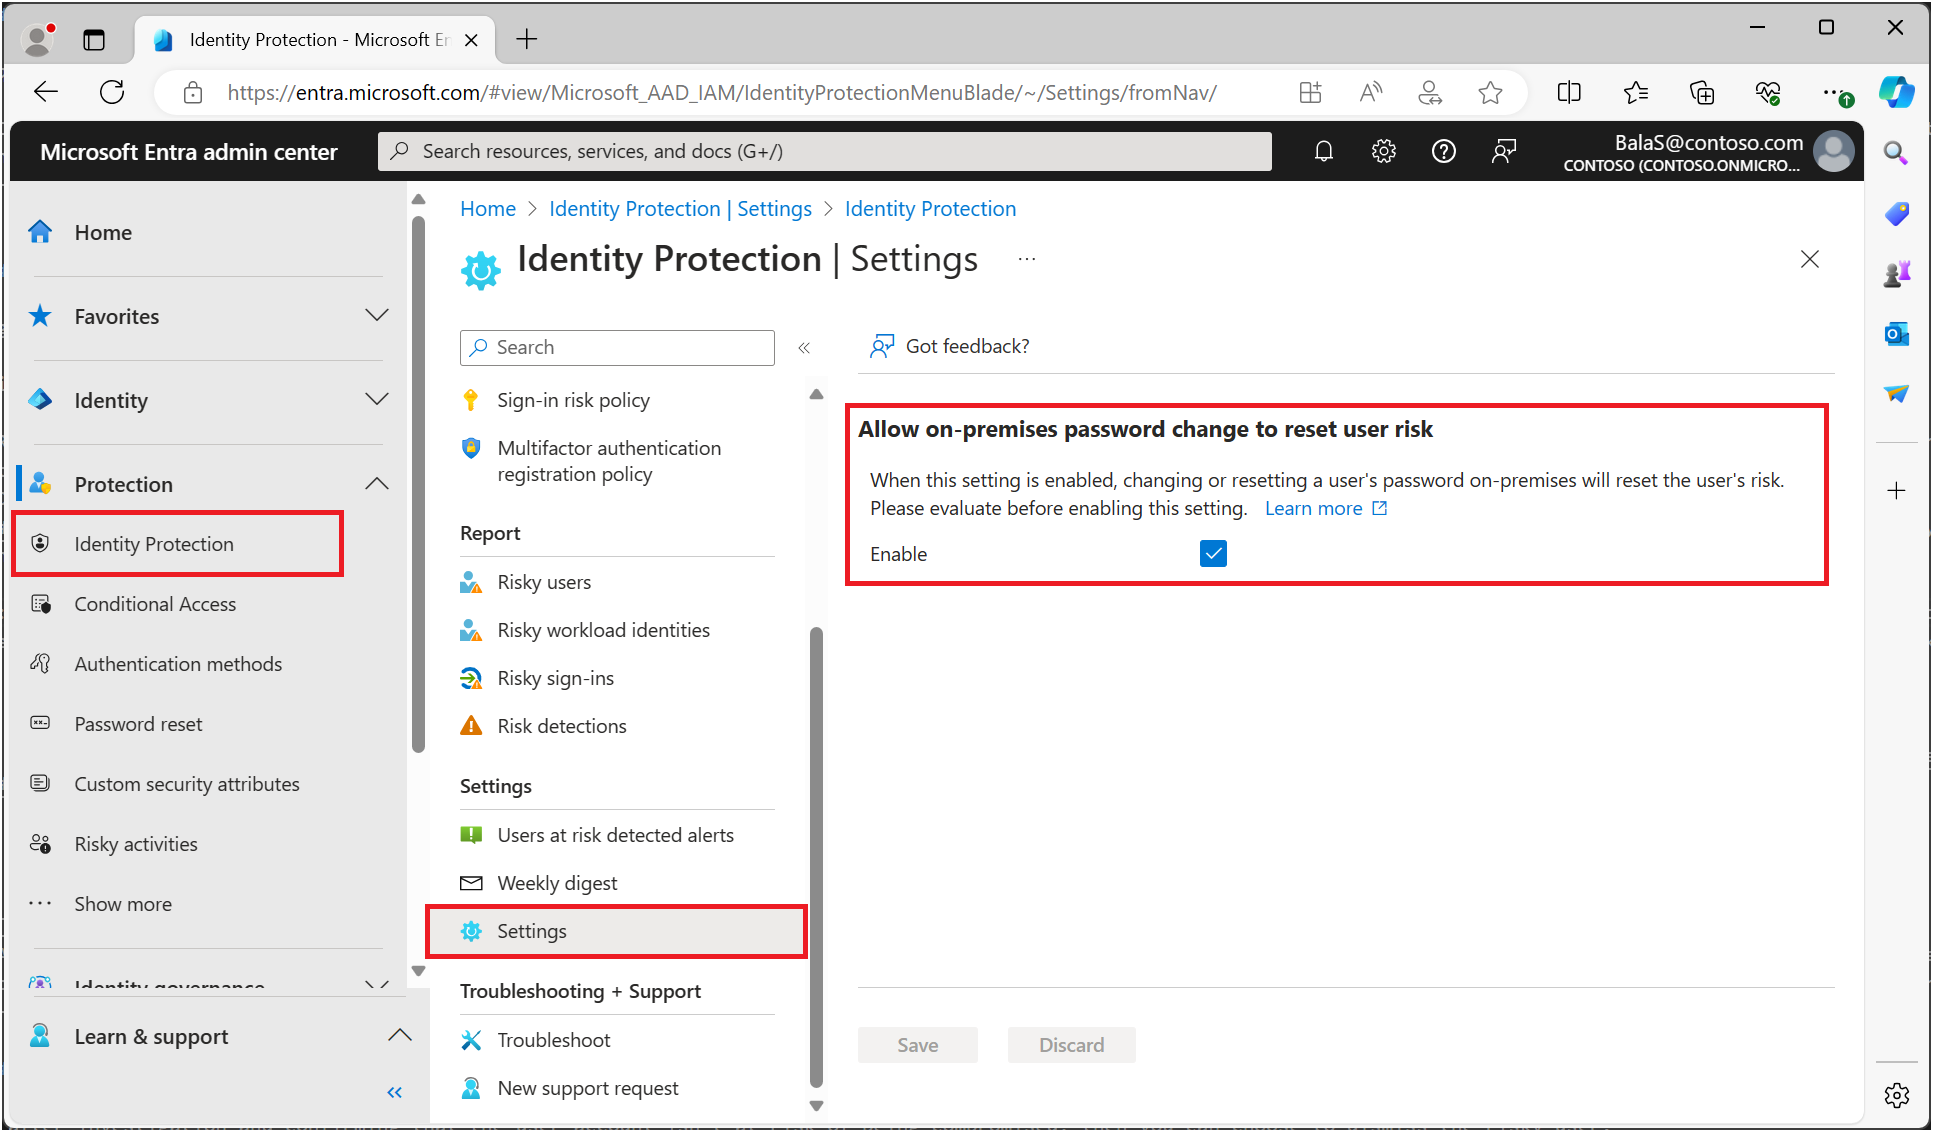 Identity Protection - Microsoft En
https://entra.microsoft.com/#view/Microsoft_AAD_IAM/IdentityProtectionMenuBlade/~/Settings/fromNav/
Microsoft Entra admin center
Search resources, services, and docs (G+/)
BalaS@contoso.com
CONTOSO (CONTOSO.ONMICRO...
Home
Favorites
Identity
Protection
Identity Protection
Conditional Access
Authentication methods
Password reset
Custom security attributes
Risky activities
Show more
Identity governance
Learn & support
Home > Identity Protection | Settings > Identity Protection
Identity Protection | Settings
Search
Sign-in risk policy
Multifactor authentication
registration policy
Report
Risky users
Risky workload identities
Risky sign-ins
Risk detections
Settings
Users at risk detected alerts
Weekly digest
Settings
Troubleshooting + Support
Troubleshoot
New support request
Got feedback?
Allow on-premises password change to reset user risk
When this setting is enabled, changing or resetting a user's password on-premises will reset the user's risk.
Please evaluate before enabling this setting. Learn more
Enable
Save
Discard